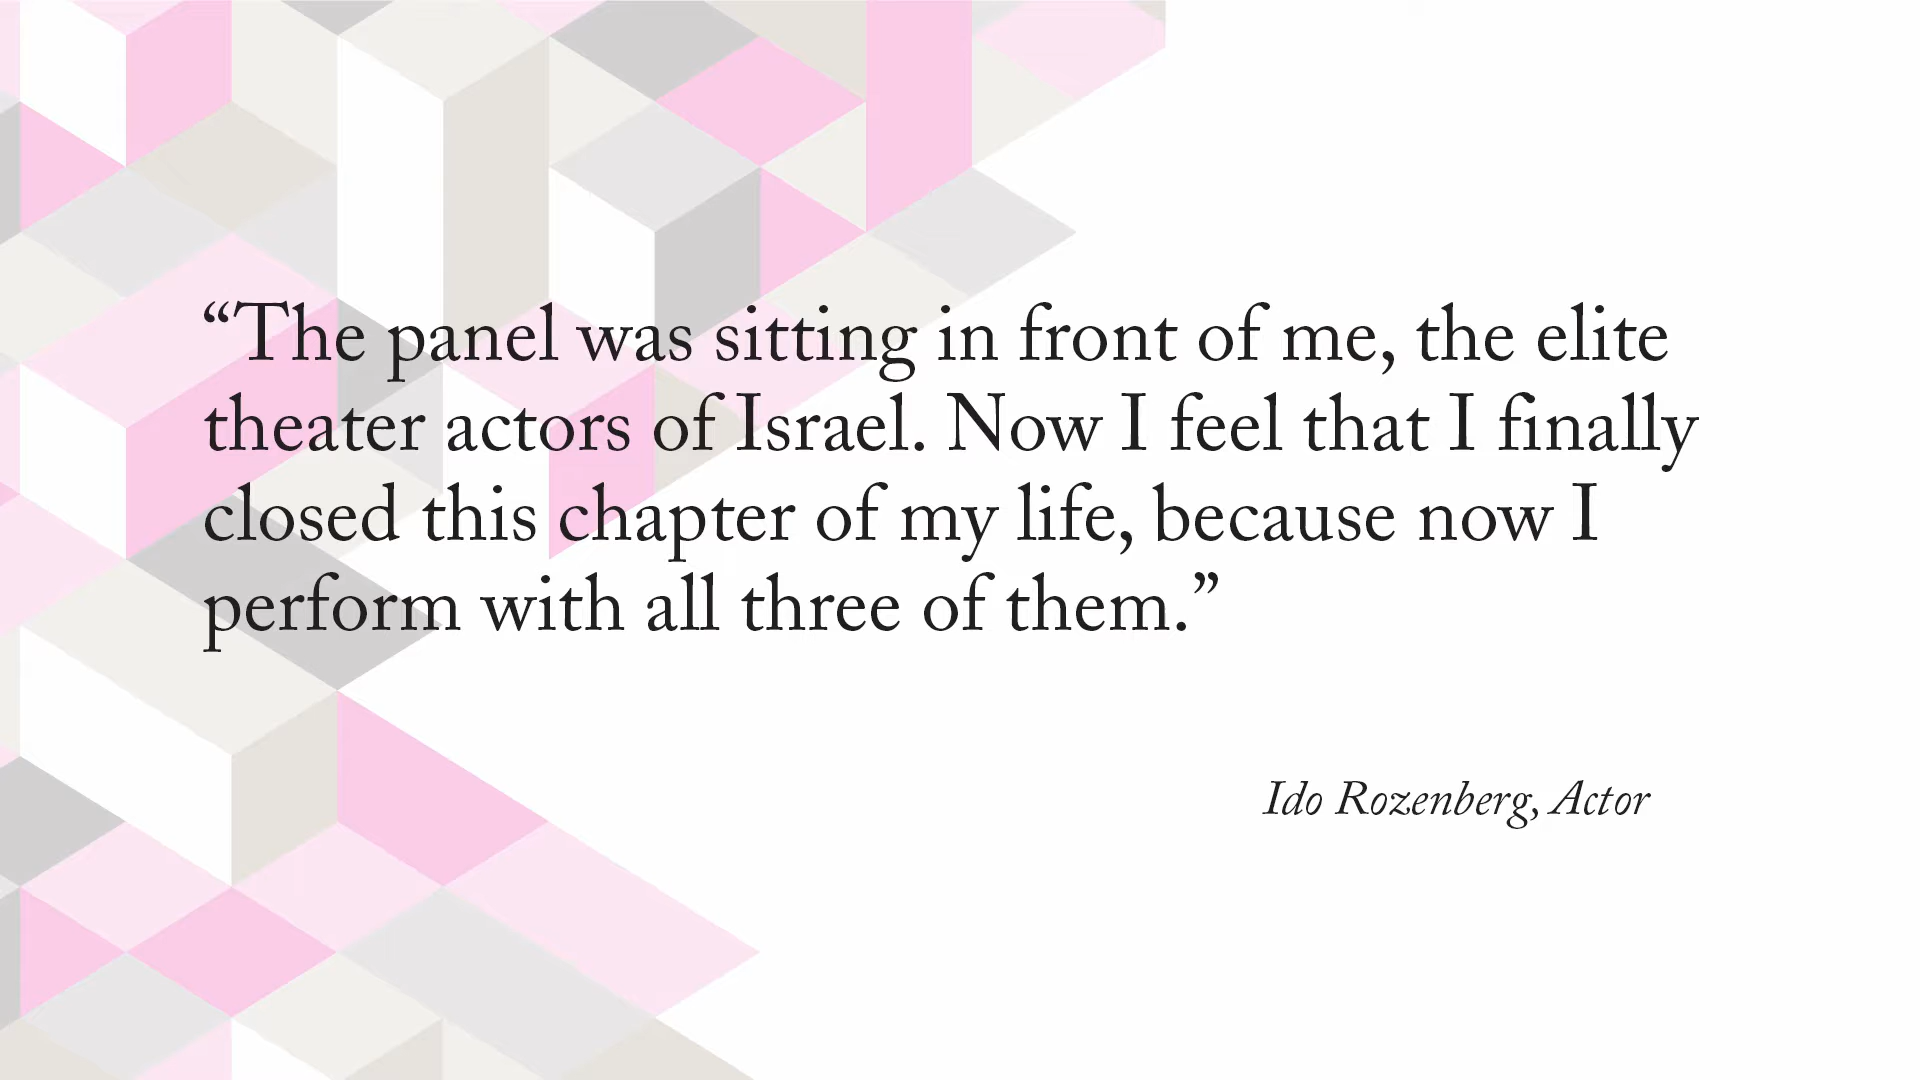 “The panel was sitting in front of me, the elite
theater actors of Israel. Now I feel that I finally
closed this chapter of my life, because now I
perform with all three of them.”
Ido Rozenberg, Actor